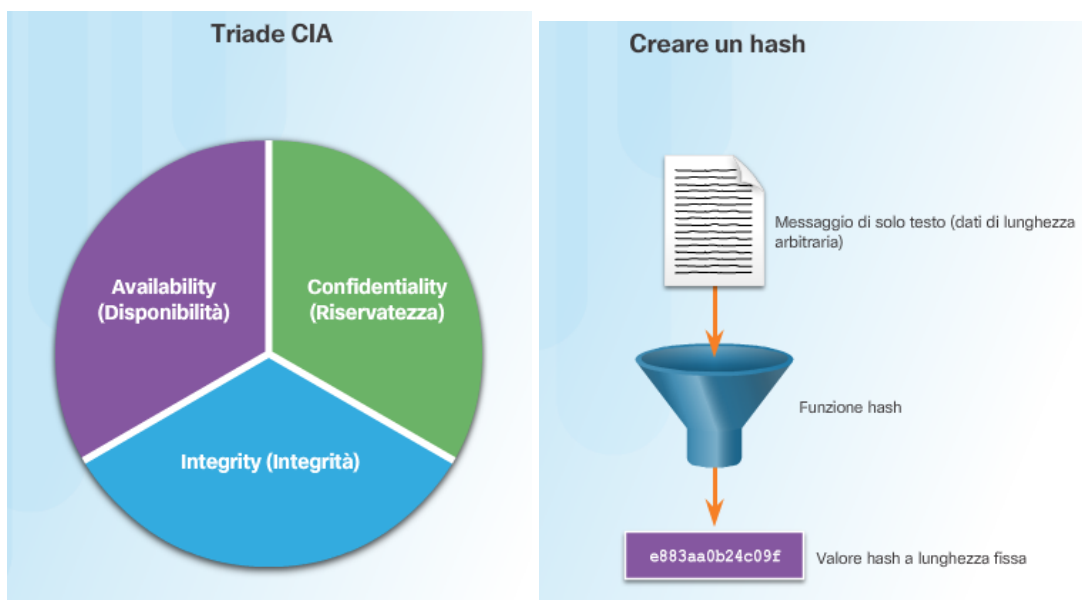 Triade CIA
Availability
(Disponibilità)
Confidentiality
(Riservatezza)
Integrity (Integrità)
Creare un hash
Messaggio di solo testo (dati di lunghezza
arbitraria)
Funzione hash
e883aa0b24c09f
Valore hash a lunghezza fissa